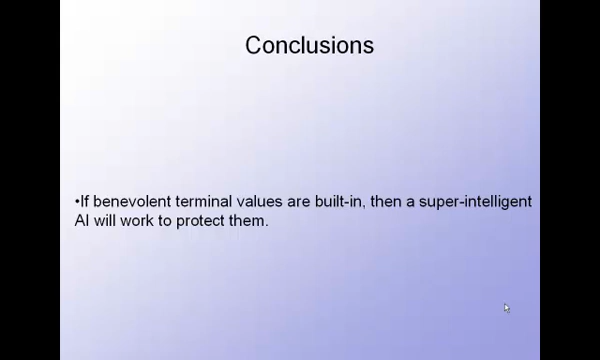 Conclusions
•If benevolent terminal values are built-in, then a super-intelligent
AI will work to protect them.